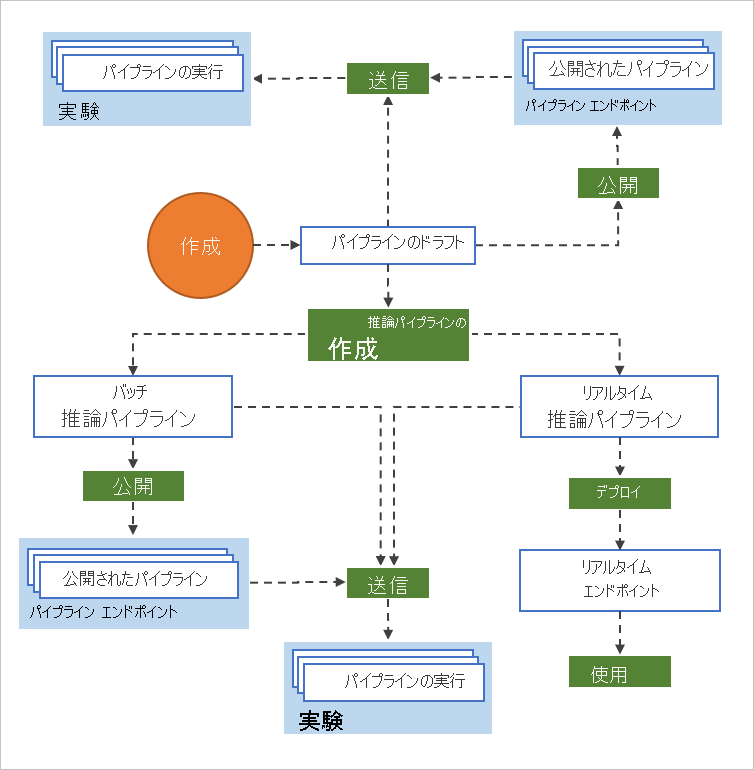 パイプラインの実行
実験
送信
公開されたパイプライン
パイプライン エンドポイント
公開
作成
パイプラインのドラフト
推論パイプラインの
作成
バッチ
推論パイプライン
リアルタイム
推論パイプライン
公開
デプロイ
公開されたパイプライン
パイプライン エンドポイント
送信
リアルタイム
エンドポイント
パイプラインの実行
実験
使用